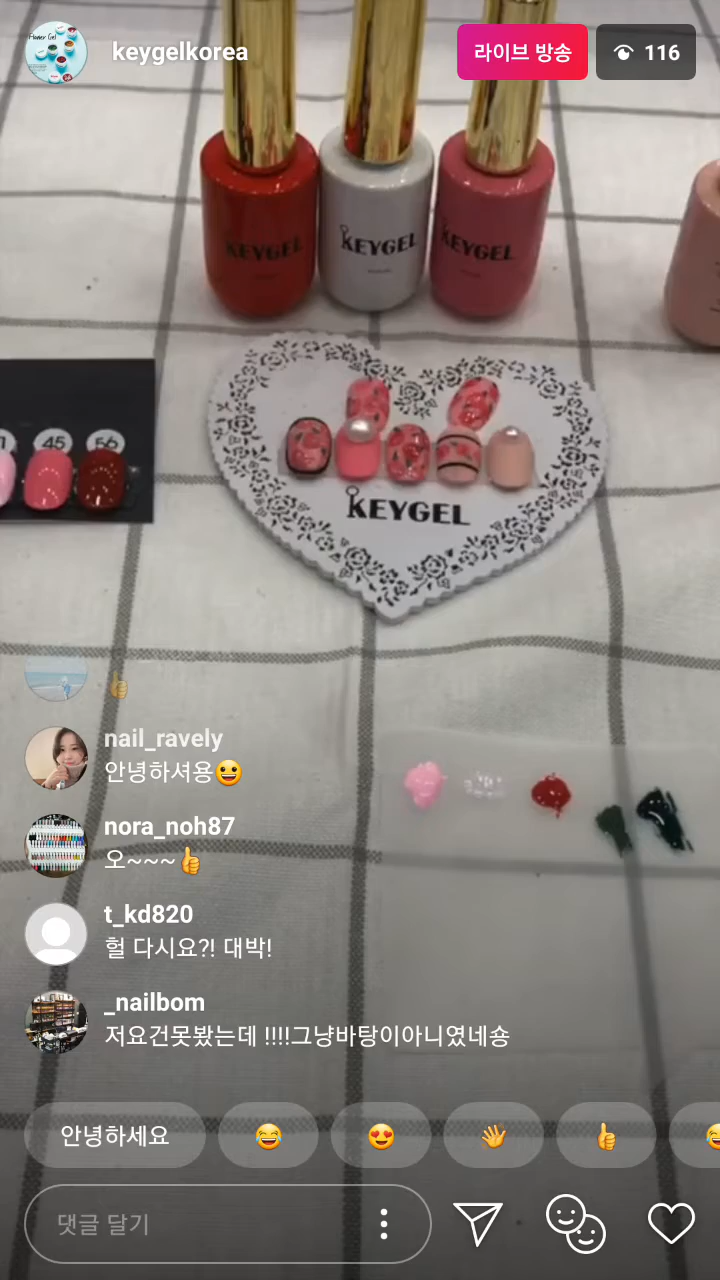 keygelkorea
라이브 방송
116
KEYGEL
KEYGEL
KEYGEL
45
56
KEYGEL
nail_ravely
안녕하셔용😀
nora_noh87
오~~~👍
t_kd820
헐 다시요?! 대박!
_nailbom
저요건못봤는데 !!!!그냥바탕이아니였네숑
안녕하세요
댓글 달기